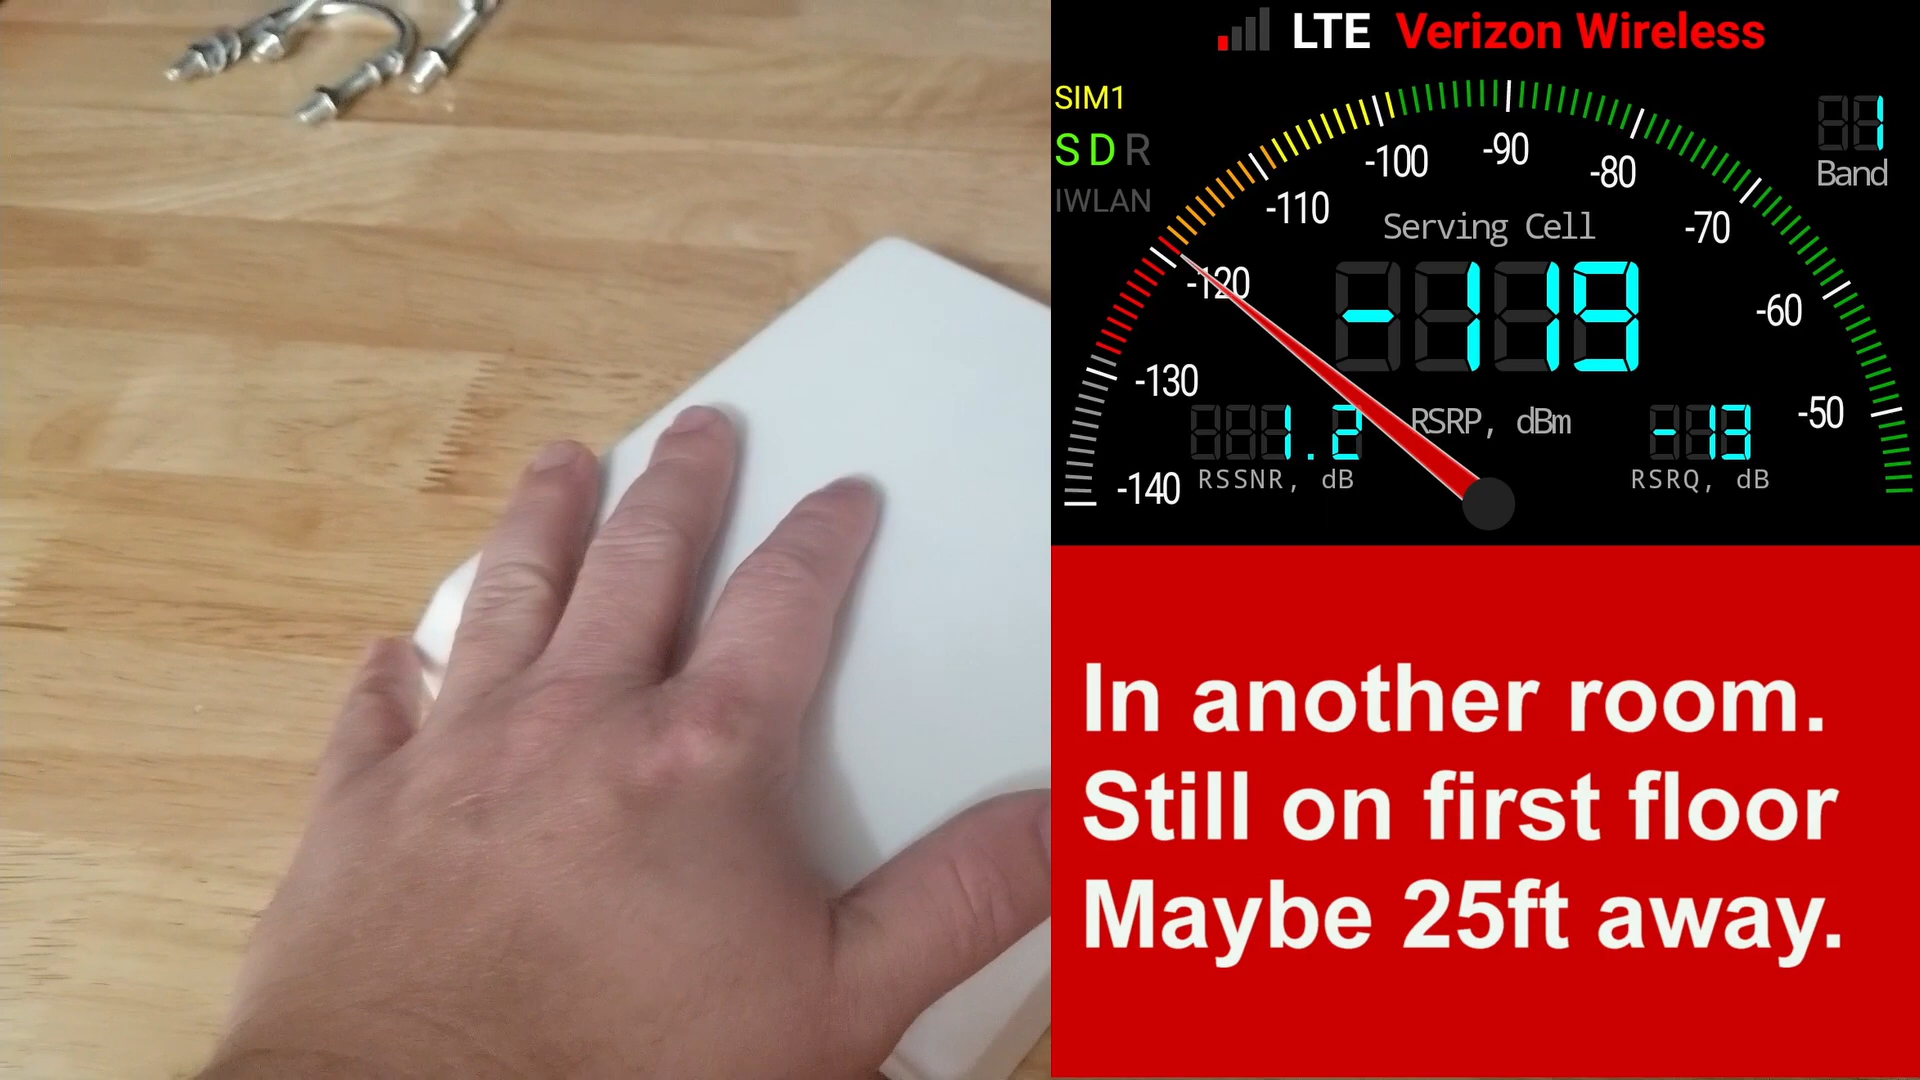 LTE Verizon Wireless
SIM1
S D R
IWLAN
1
Band
-140
-130
-120
-110
-100
-90
-80
-70
-60
-50
Serving Cell
-119
RSRP, dBm
1.2
RSSNR, dB
-13
RSRQ, dB
In another room.
Still on first floor
Maybe 25ft away.